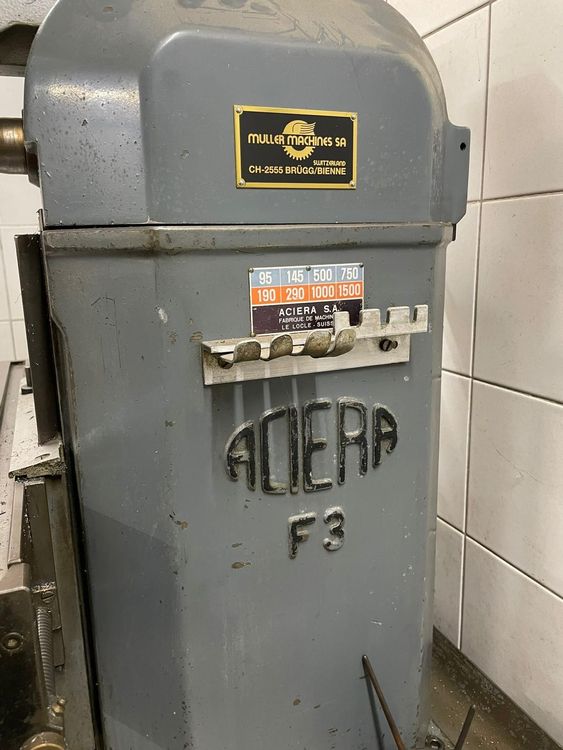 MULLER MACHINES SA
SWITZERLAND
CH-2555 BRÜGG/BIENNE
95 145 500 750
190 290 1000 1500
ACIERA S.A.
FABRIQUE DE MACHIN
LE LOCLE - SUISS
ACIERA
F3